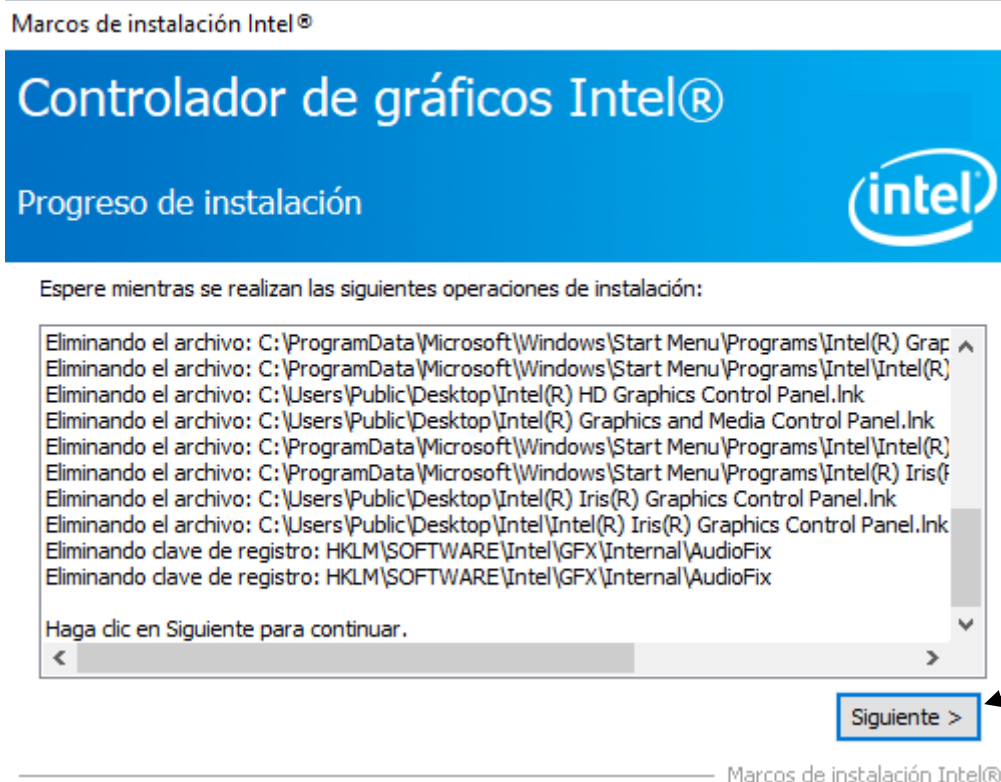 Marcos de instalación Intel®
Controlador de gráficos Intel®
Progreso de instalación
intel
Espere mientras se realizan las siguientes operaciones de instalación:
Eliminando el archivo: C:\ProgramData\Microsoft\Windows\Start Menu\Programs\Intel(R) Grap
Eliminando el archivo: C:\ProgramData\Microsoft\Windows\Start Menu\Programs\Intel\Intel(R)
Eliminando el archivo: C:\Users\Public\Desktop\Intel(R) HD Graphics Control Panel.lnk
Eliminando el archivo: C:\Users\Public\Desktop\Intel(R) Graphics and Media Control Panel.lnk
Eliminando el archivo: C:\ProgramData\Microsoft\Windows\Start Menu\Programs\Intel\Intel(R)
Eliminando el archivo: C:\ProgramData\Microsoft\Windows\Start Menu\Programs\Intel(R) Iris(
Eliminando el archivo: C:\Users\Public\Desktop\Intel(R) Iris(R) Graphics Control Panel.lnk
Eliminando el archivo: C:\Users\Public\Desktop\Intel\Intel(R) Iris(R) Graphics Control Panel.lnk
Eliminando clave de registro: HKLM\SOFTWARE\Intel\GFX\Internal\AudioFix
Eliminando clave de registro: HKLM\SOFTWARE\Intel\GFX\Internal\AudioFix
Haga clic en Siguiente para continuar.
Siguiente >
Marcos de instalación Intel®